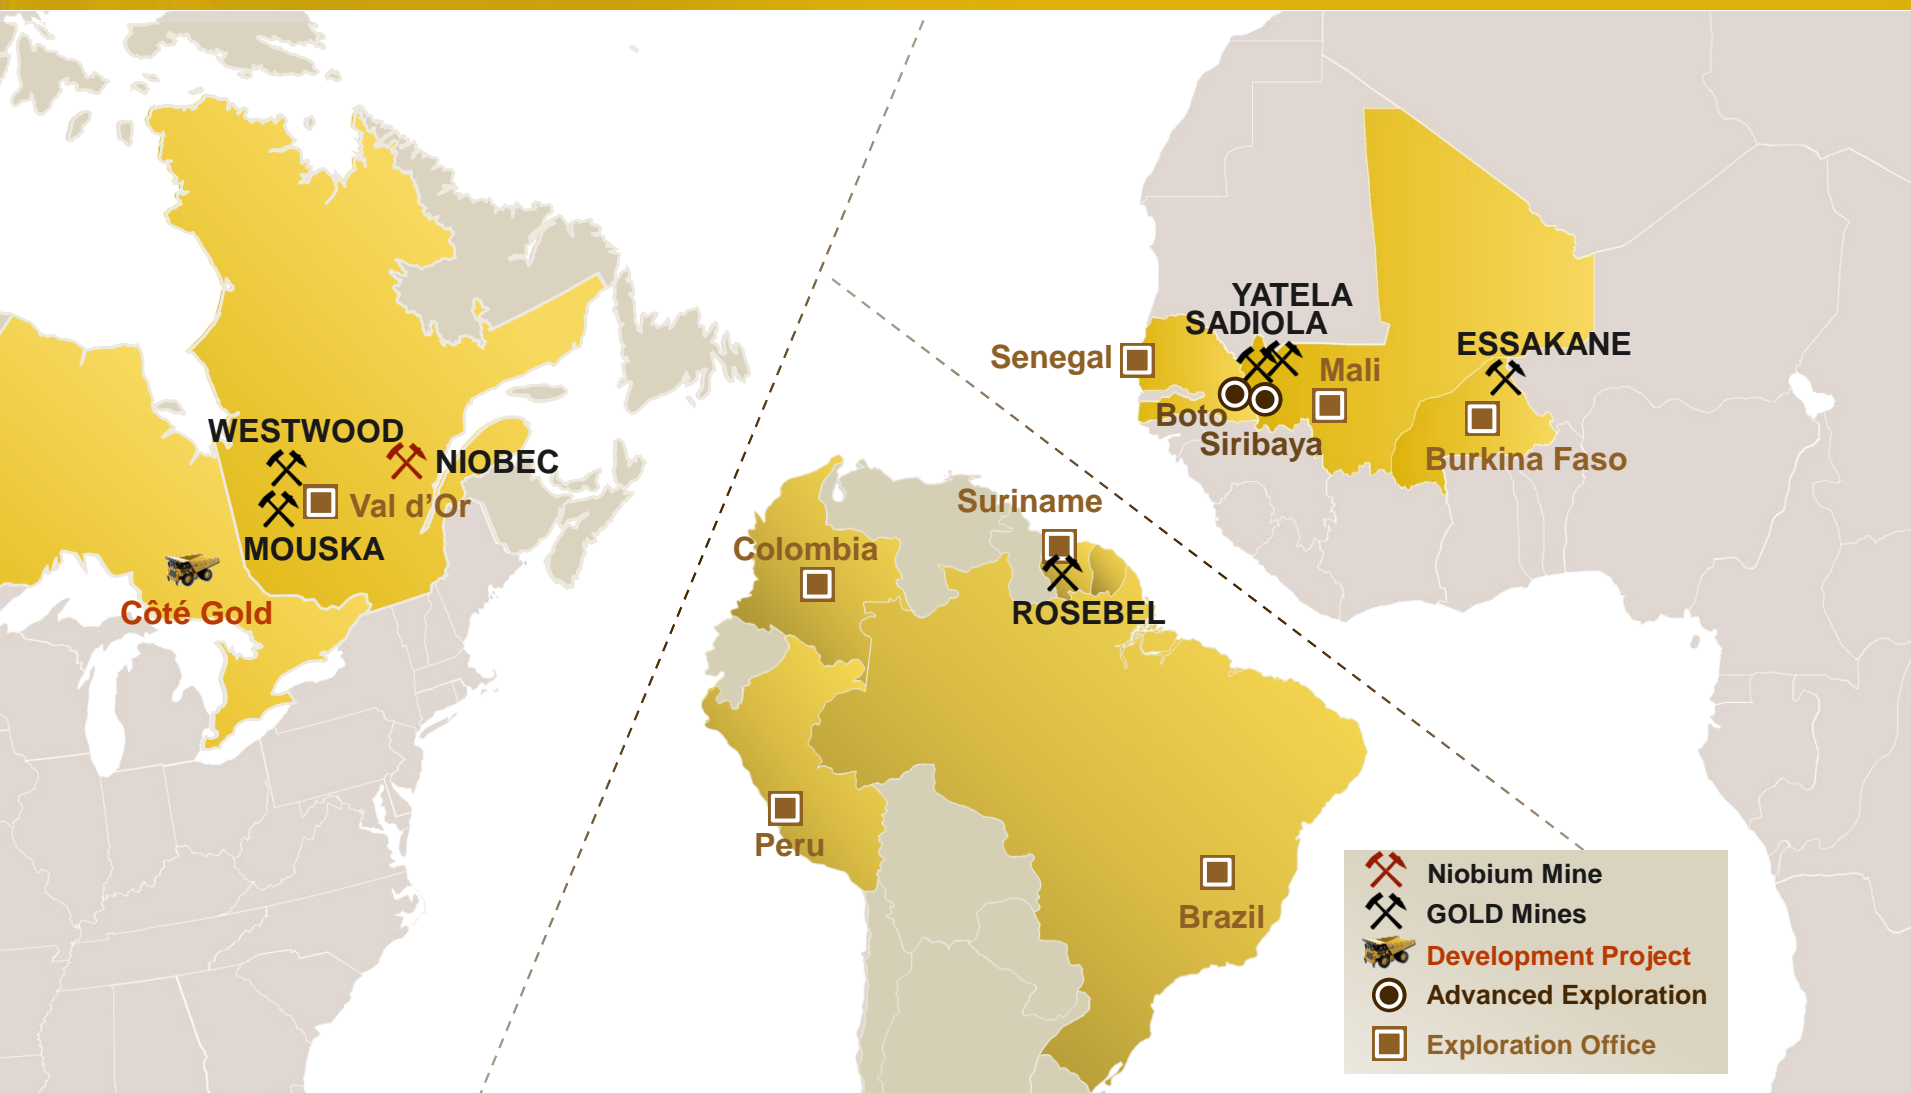 WESTWOOD
NIOBEC
Val d’Or
MOUSKA
Côté Gold
Suriname
Colombia
ROSEBEL
Peru
Brazil
YATELA
SADIOLA
ESSAKANE
Senegal
Mali
Boto
Siribaya
Burkina Faso
Niobium Mine
GOLD Mines
Development Project
Advanced Exploration
Exploration Office